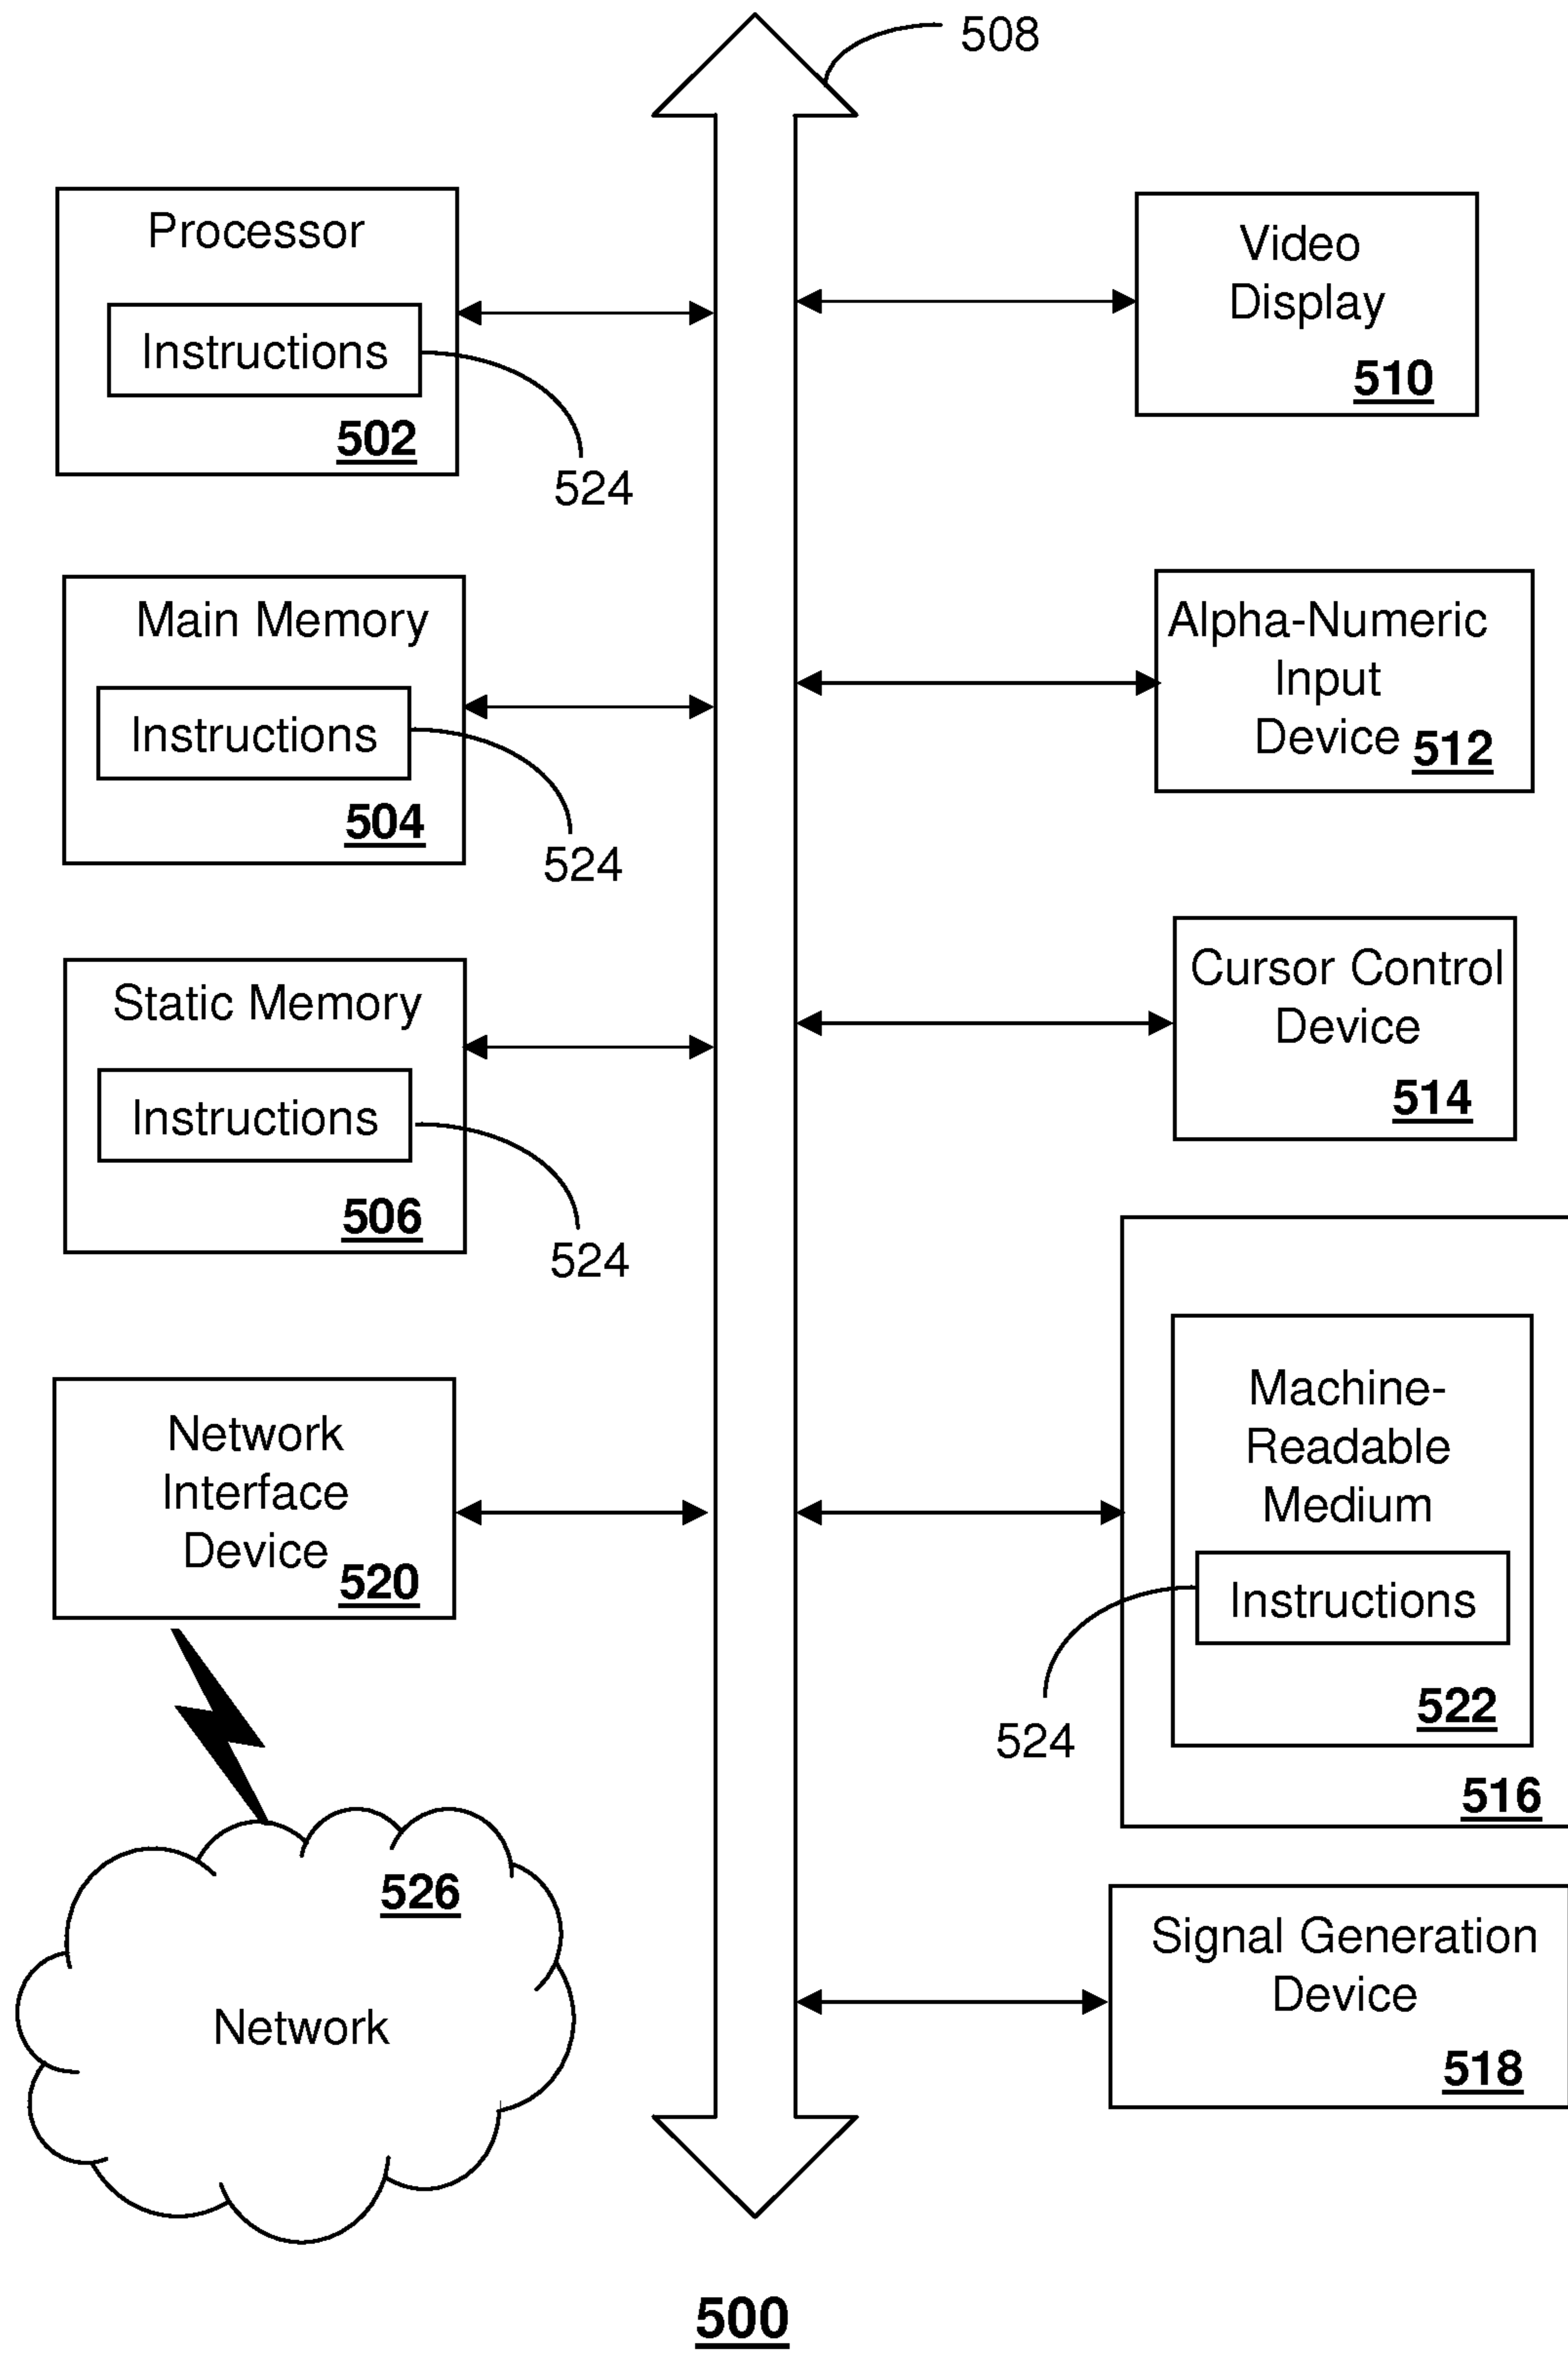 508
Processor
Instructions
502
524
Main Memory
Instructions
504
524
Static Memory
Instructions
506
524
Network
Interface
Device
520
526
Network
Video
Display
510
Alpha-Numeric
Input
Device 512
Cursor Control
Device
514
Machine-
Readable
Medium
Instructions
522
524
516
Signal Generation
Device
518
500